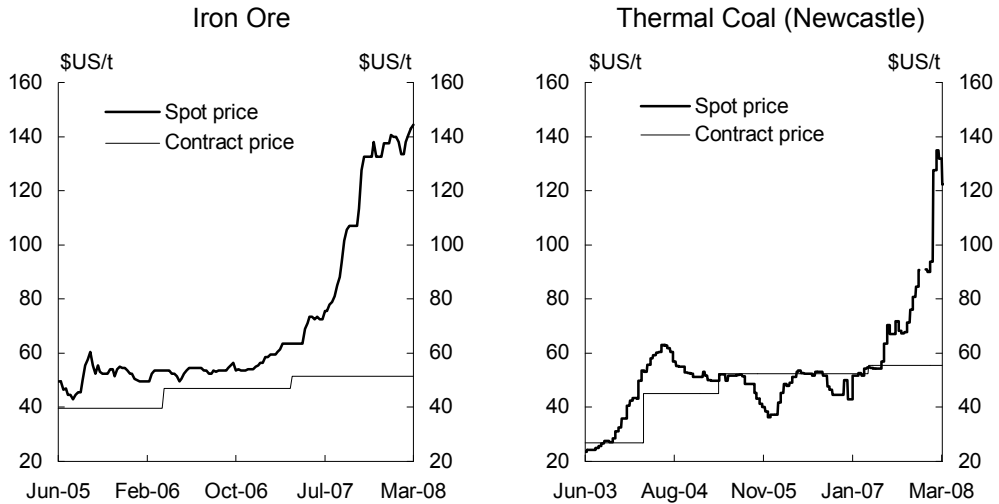 Iron Ore
$US/t $US/t
160 160
Spot price
140 140
Contract price
120 120
100 100
80 80
60 60
40 40
20 20
Jun-05 Feb-06 Oct-06 Jul-07 Mar-08
Thermal Coal (Newcastle)
$US/t $US/t
160 160
Spot price
140 140
Contract price
120 120
100 100
80 80
60 60
40 40
20 20
Jun-03 Aug-04 Nov-05 Jan-07 Mar-08